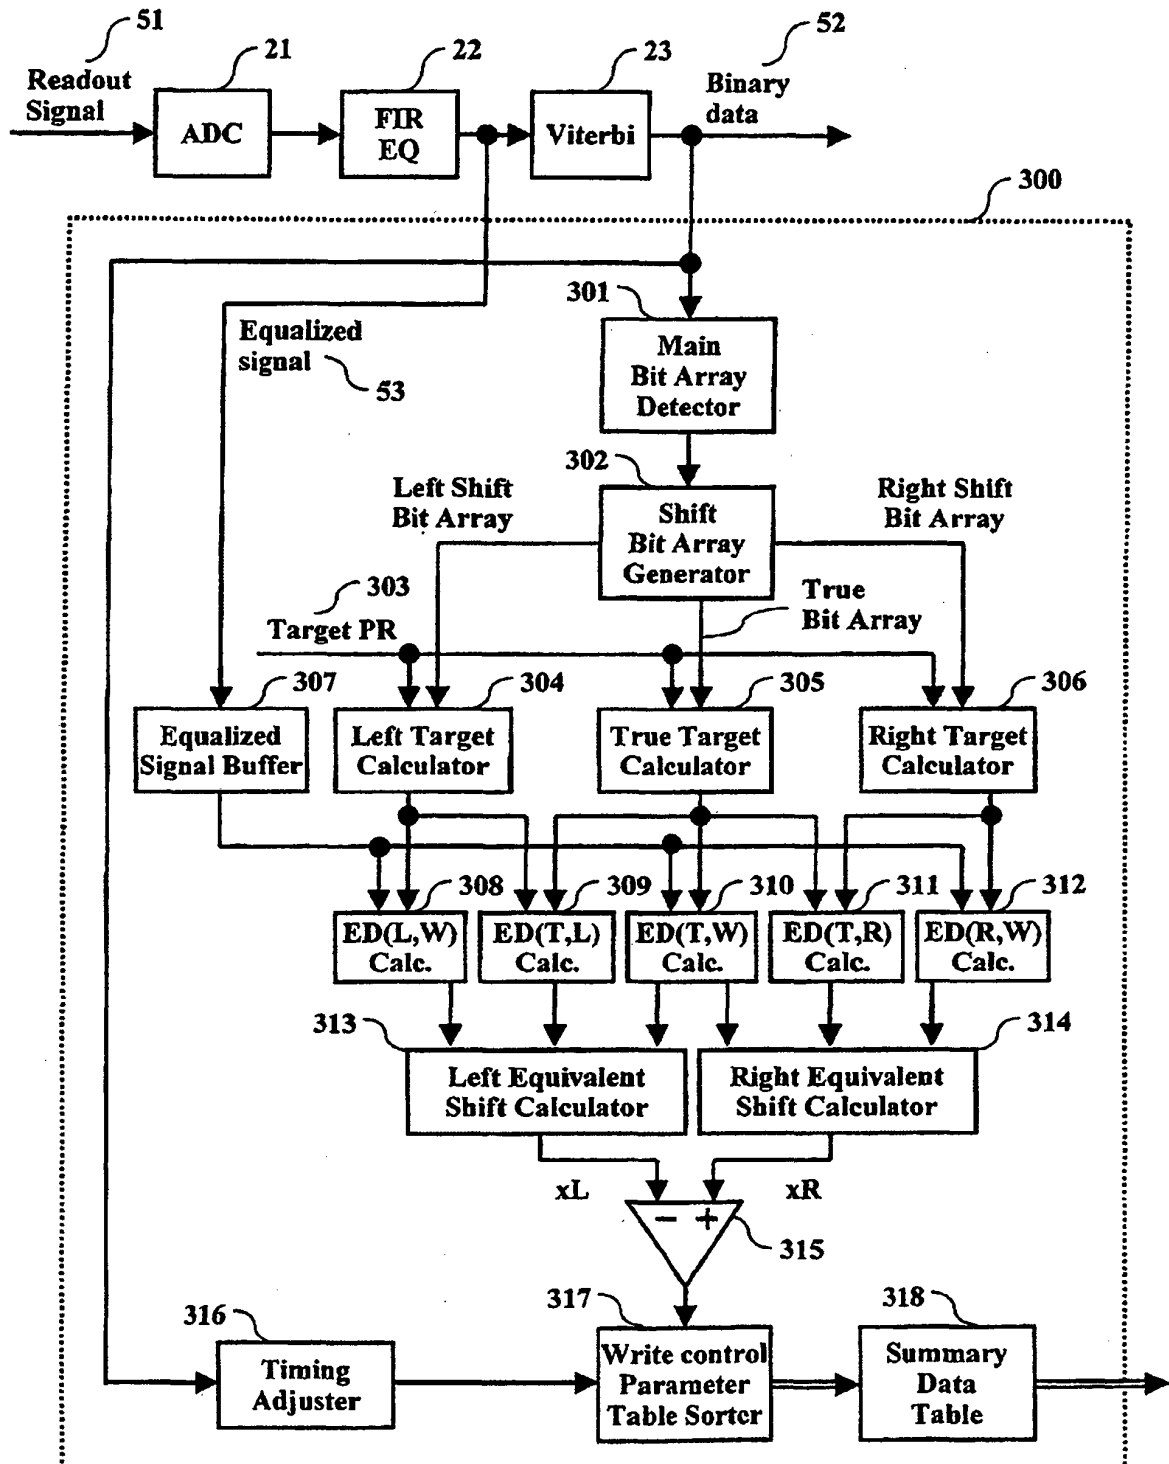 51
52
21
22
23
Readout
Signal
Binary
data
ADC
FIR
EQ
Viterbi
300
301
Equalized
signal
53
Main
Bit Array
Detector
302
Left Shift
Bit Array
Right Shift
Bit Array
Shift
Bit Array
Generator
303
True
Bit Array
Target PR
307
304
305
306
Equalized
Signal Buffer
Left Target
Calculator
True Target
Calculator
Right Target
Calculator
308
309
310
311
312
ED(L,W)
Calc.
ED(T,L)
Calc.
ED(T,W)
Calc.
ED(T,R)
Calc.
ED(R,W)
Calc.
313
314
Left Equivalent
Shift Calculator
Right Equivalent
Shift Calculator
xL
xR
− +
315
316
317
318
Timing
Adjuster
Write control
Parameter
Table Sorter
Summary
Data
Table